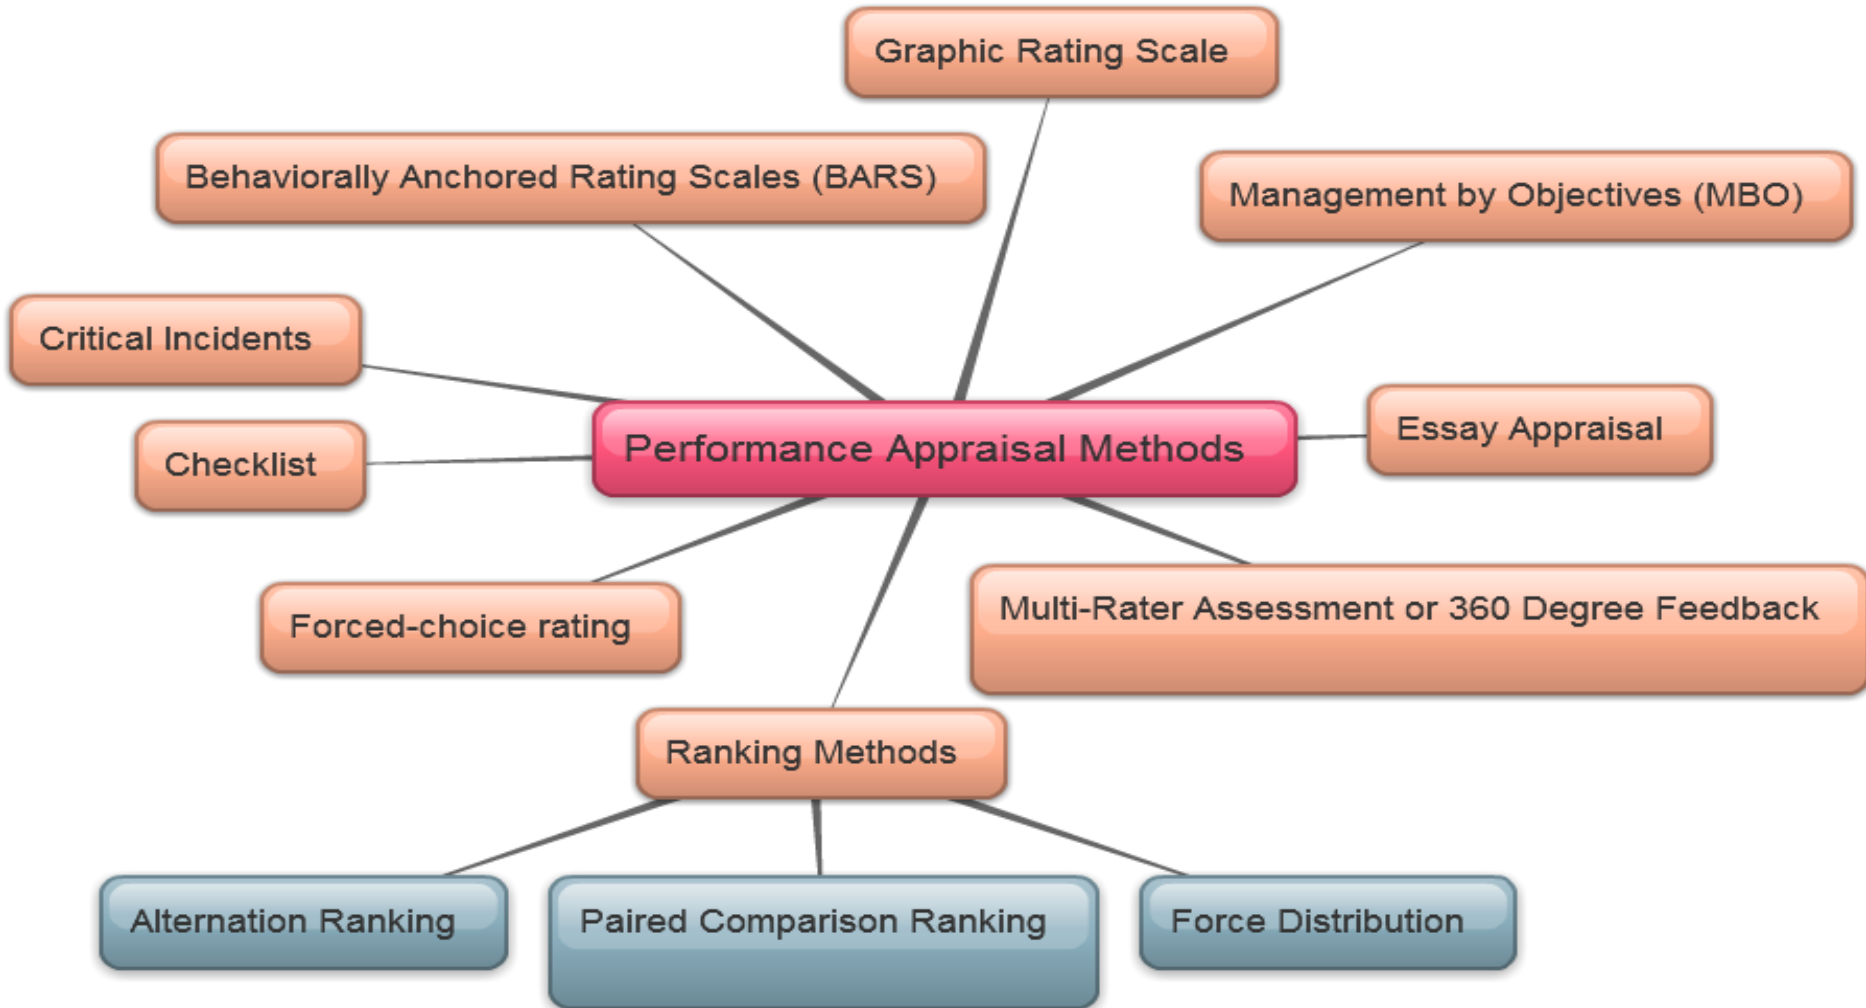 Graphic Rating Scale
Behaviorally Anchored Rating Scales (BARS)
Management by Objectives (MBO)
Critical Incidents
Essay Appraisal
Performance Appraisal Methods
Checklist
Multi-Rater Assessment or 360 Degree Feedback
Forced-choice rating
Ranking Methods
Alternation Ranking
Paired Comparison Ranking
Force Distribution